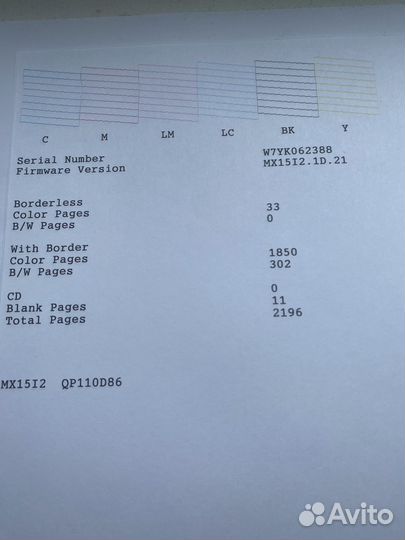 C M LM LC BK Y
Serial Number W7YK062388
Firmware Version MX15I2.1D.21
Borderless
Color Pages 33
B/W Pages 0
With Border
Color Pages 1850
B/W Pages 302
CD 0
Blank Pages 11
Total Pages 2196
MX15I2 QP110D86
Avito